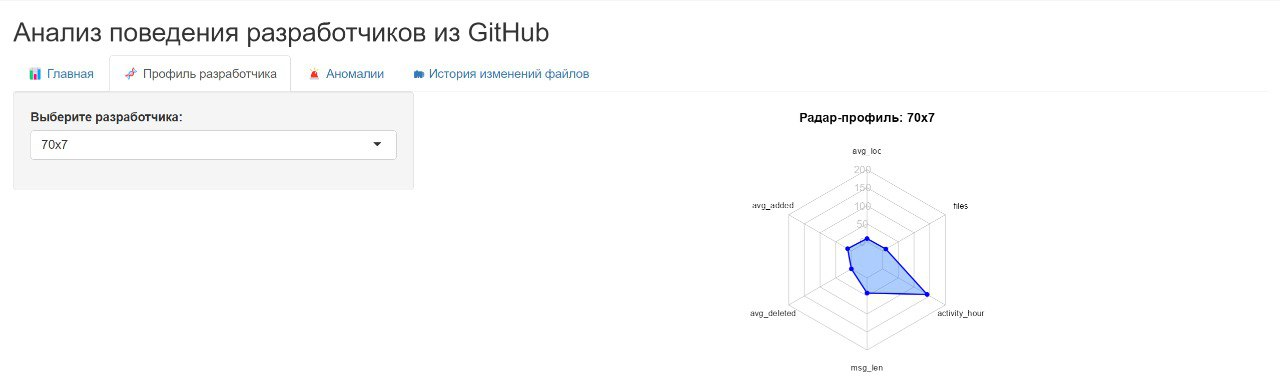 Анализ поведения разработчиков из GitHub
Главная
Профиль разработчика
Аномалии
История изменений файлов
Выберите разработчика:
70x7
Радар-профиль: 70x7
avg_loc
200
150
100
50
avg_added
files
avg_deleted
activity_hour
msg_len